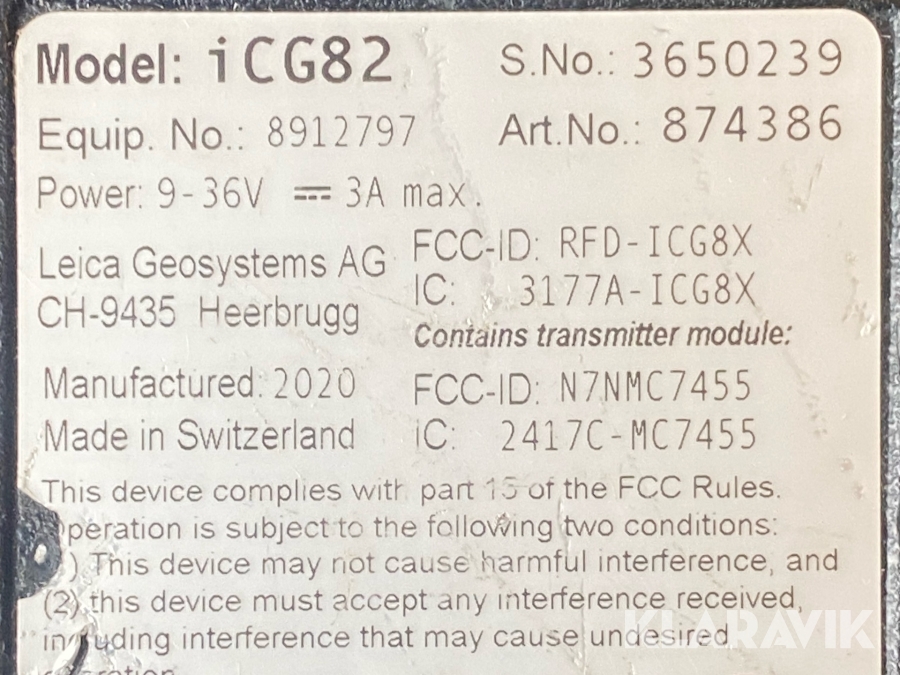 Model: iCG82 S.No.: 3650239
Equip. No.: 8912797 Art.No.: 874386
Power: 9-36V ⎓ 3A max.
Leica Geosystems AG
CH-9435 Heerbrugg
FCC-ID: RFD-ICG8X
IC: 3177A-ICG8X
Contains transmitter module:
Manufactured: 2020
Made in Switzerland
FCC-ID: N7NMC7455
IC: 2417C-MC7455
This device complies with part 15 of the FCC Rules.
peration is subject to the following two conditions:
) This device may not cause harmful interference, and
(2) this device must accept any interference received,
including interference that may cause undesired
KLARAVIK